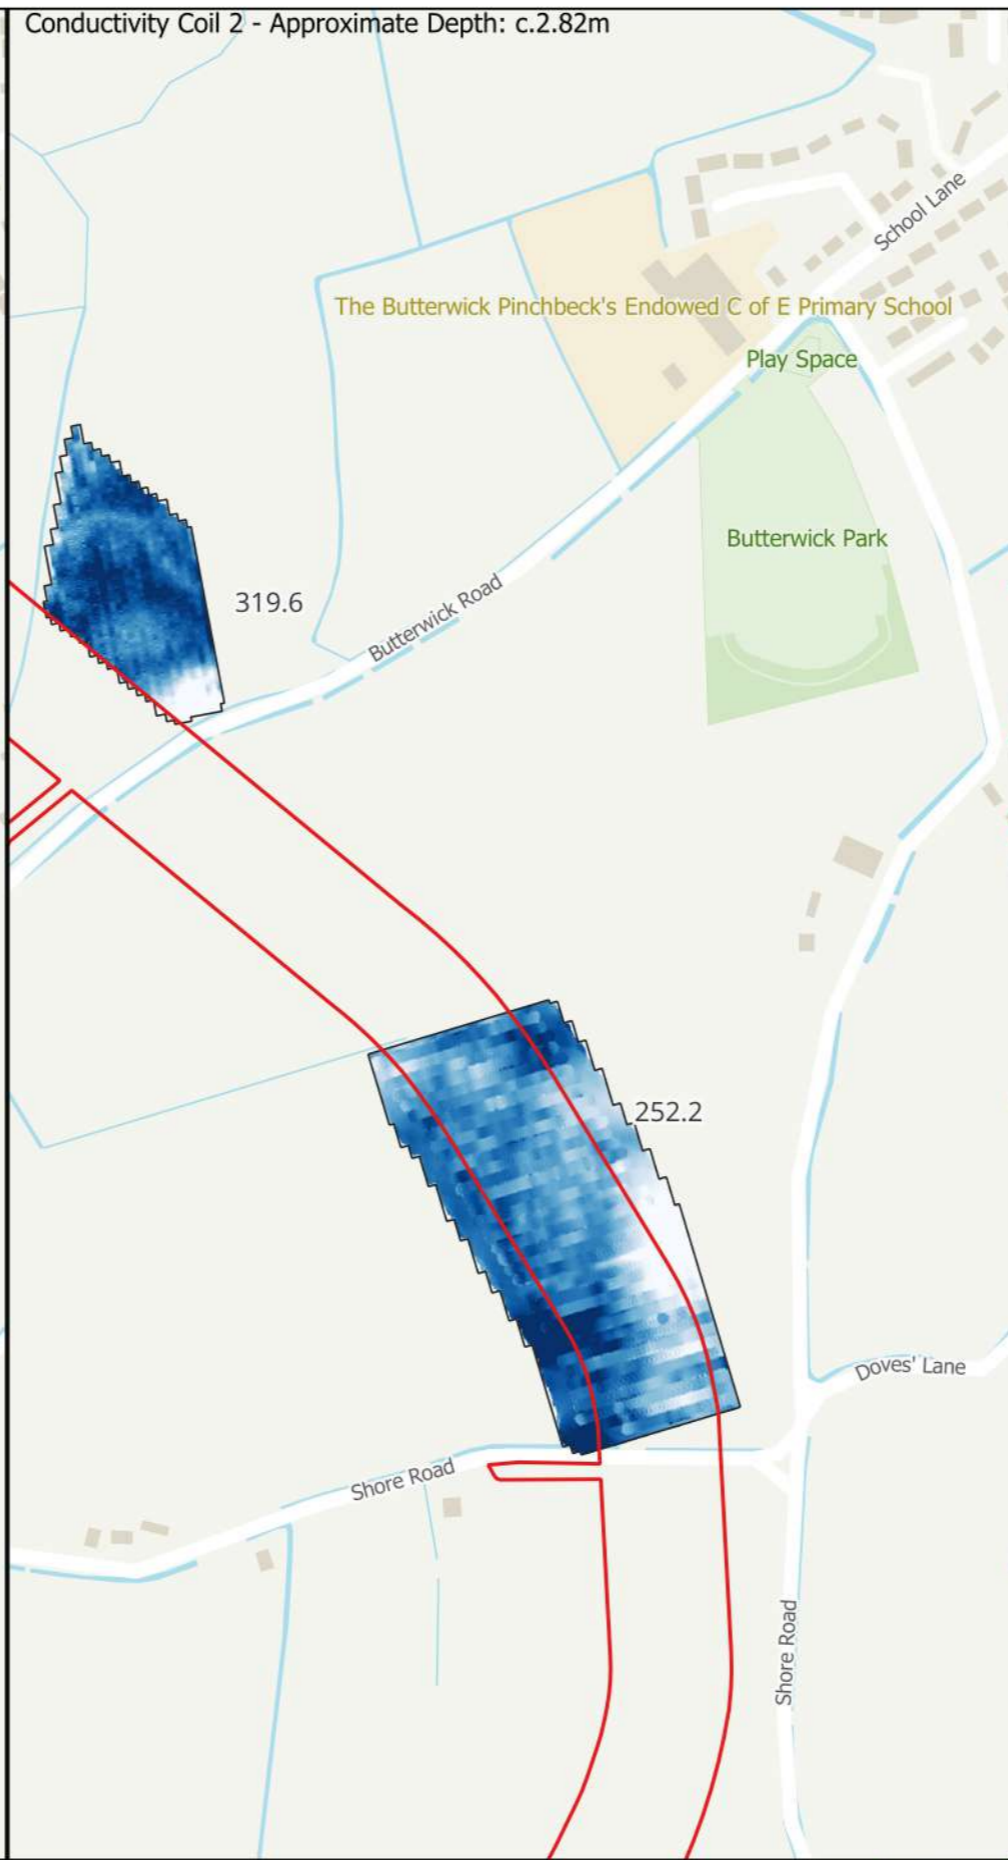 Conductivity Coil 2 - Approximate Depth: c.2.82m
School Lane
The Butterwick Pinchbeck's Endowed C of E Primary School
Play Space
Butterwick Park
319.6
Butterwick Road
252.2
Doves' Lane
Shore Road
Shore Road